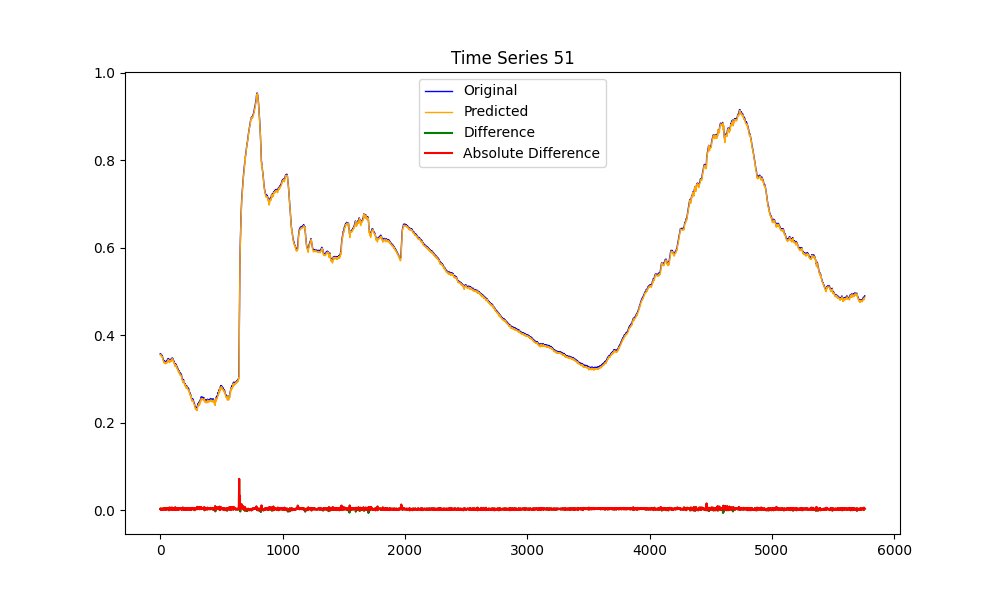 Time Series 51
Original
Predicted
Difference
Absolute Difference
1.0
0.8
0.6
0.4
0.2
0.0
0 1000 2000 3000 4000 5000 6000